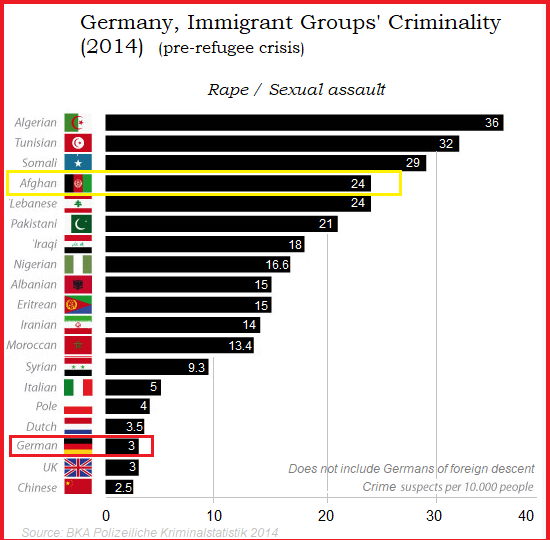 Germany, Immigrant Groups' Criminality
(2014) (pre-refugee crisis)
Rape / Sexual assault
Algerian 36
Tunisian 32
Somali 29
Afghan 24
'Lebanese 24
Pakistani 21
'Iraqi 18
Nigerian 16.6
Albanian 15
Eritrean 15
Iranian 14
Moroccan 13.4
Syrian 9.3
Italian 5
Pole 4
Dutch 3.5
German 3
UK 3
Chinese 2.5
Does not include Germans of foreign descent
Crime suspects per 10.000 people
0 10 20 30 40
Source: BKA Polizeiliche Kriminalstatistik 2014